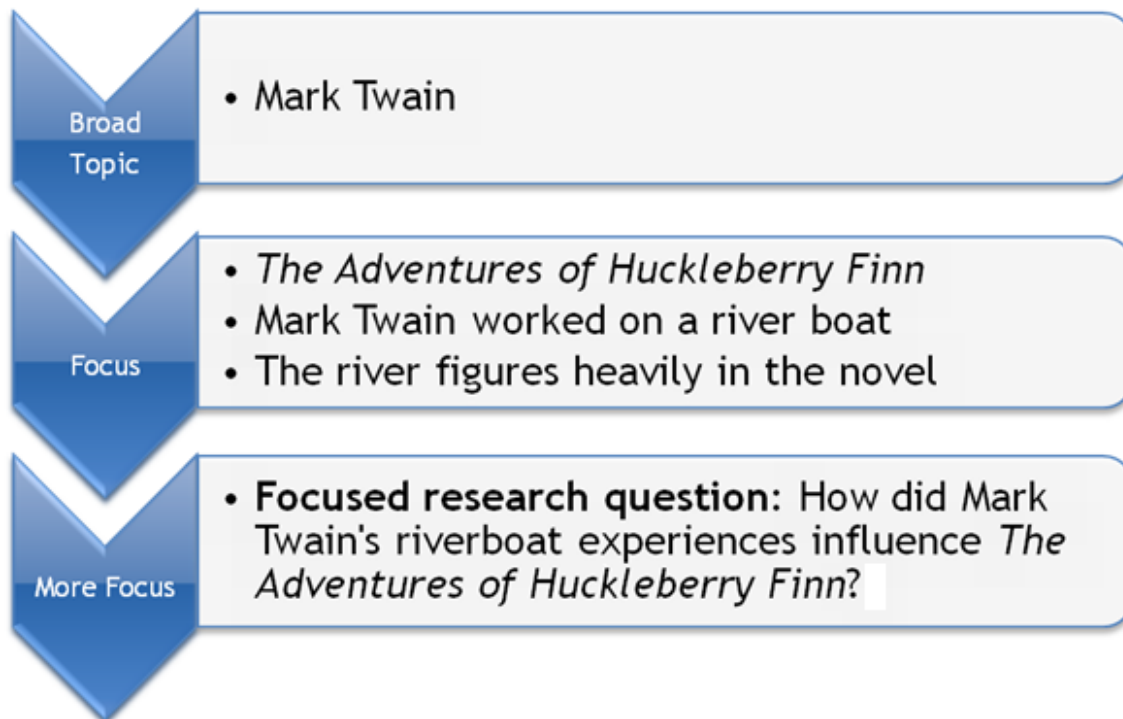 Broad
Topic
• Mark Twain
Focus
• The Adventures of Huckleberry Finn
• Mark Twain worked on a river boat
• The river figures heavily in the novel
More Focus
• Focused research question: How did Mark
Twain's riverboat experiences influence The
Adventures of Huckleberry Finn?